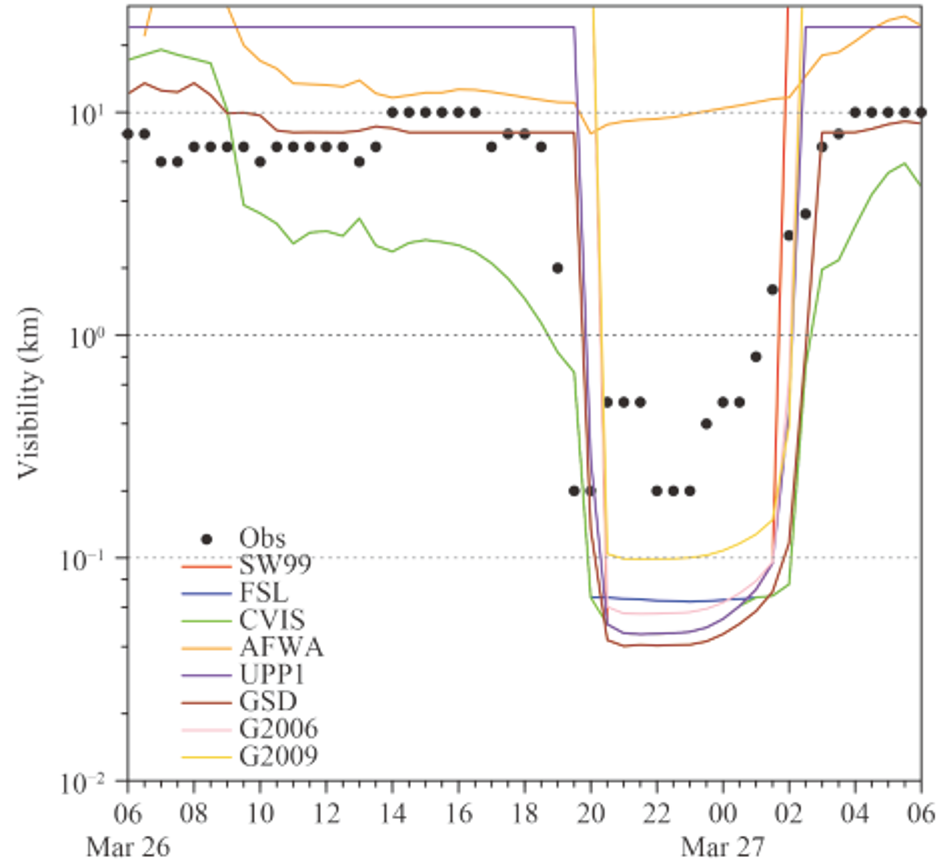 10¹
10⁰
Visibility (km)
Obs
SW99
10⁻¹
FSL
CVIS
AFWA
UPP1
GSD
G2006
G2009
10⁻²
06 08 10 12 14 16 18 20 22 00 02 04 06
Mar 26 Mar 27